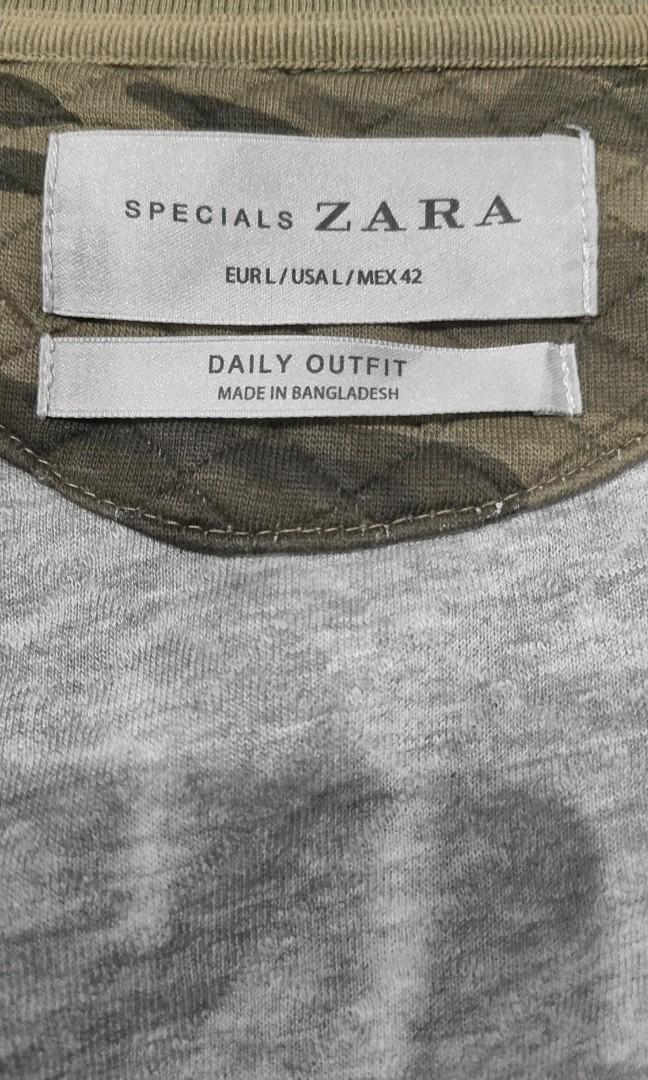 SPECIALS ZARA
EUR L / USA L / MEX 42
DAILY OUTFIT
MADE IN BANGLADESH